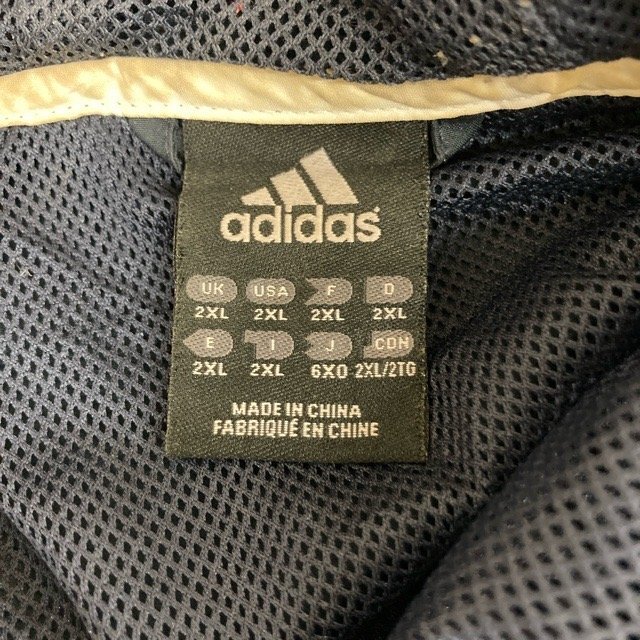 adidas
UK USA F D
2XL 2XL 2XL 2XL
E I J CDN
2XL 2XL 6XO 2XL/2TG
MADE IN CHINA
FABRIQUÉ EN CHINE